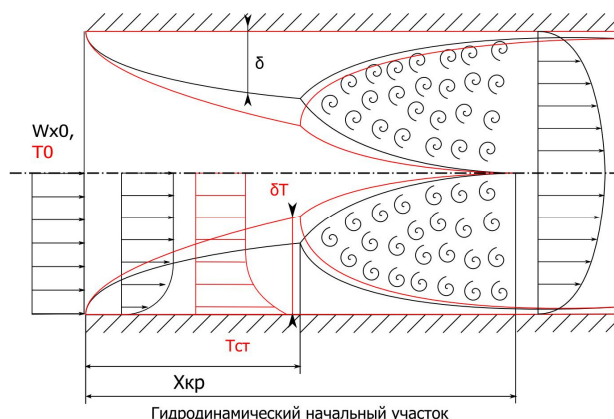 δ
Wx0,
T0
δT
Tст
Xкр
Гидродинамический начальный участок